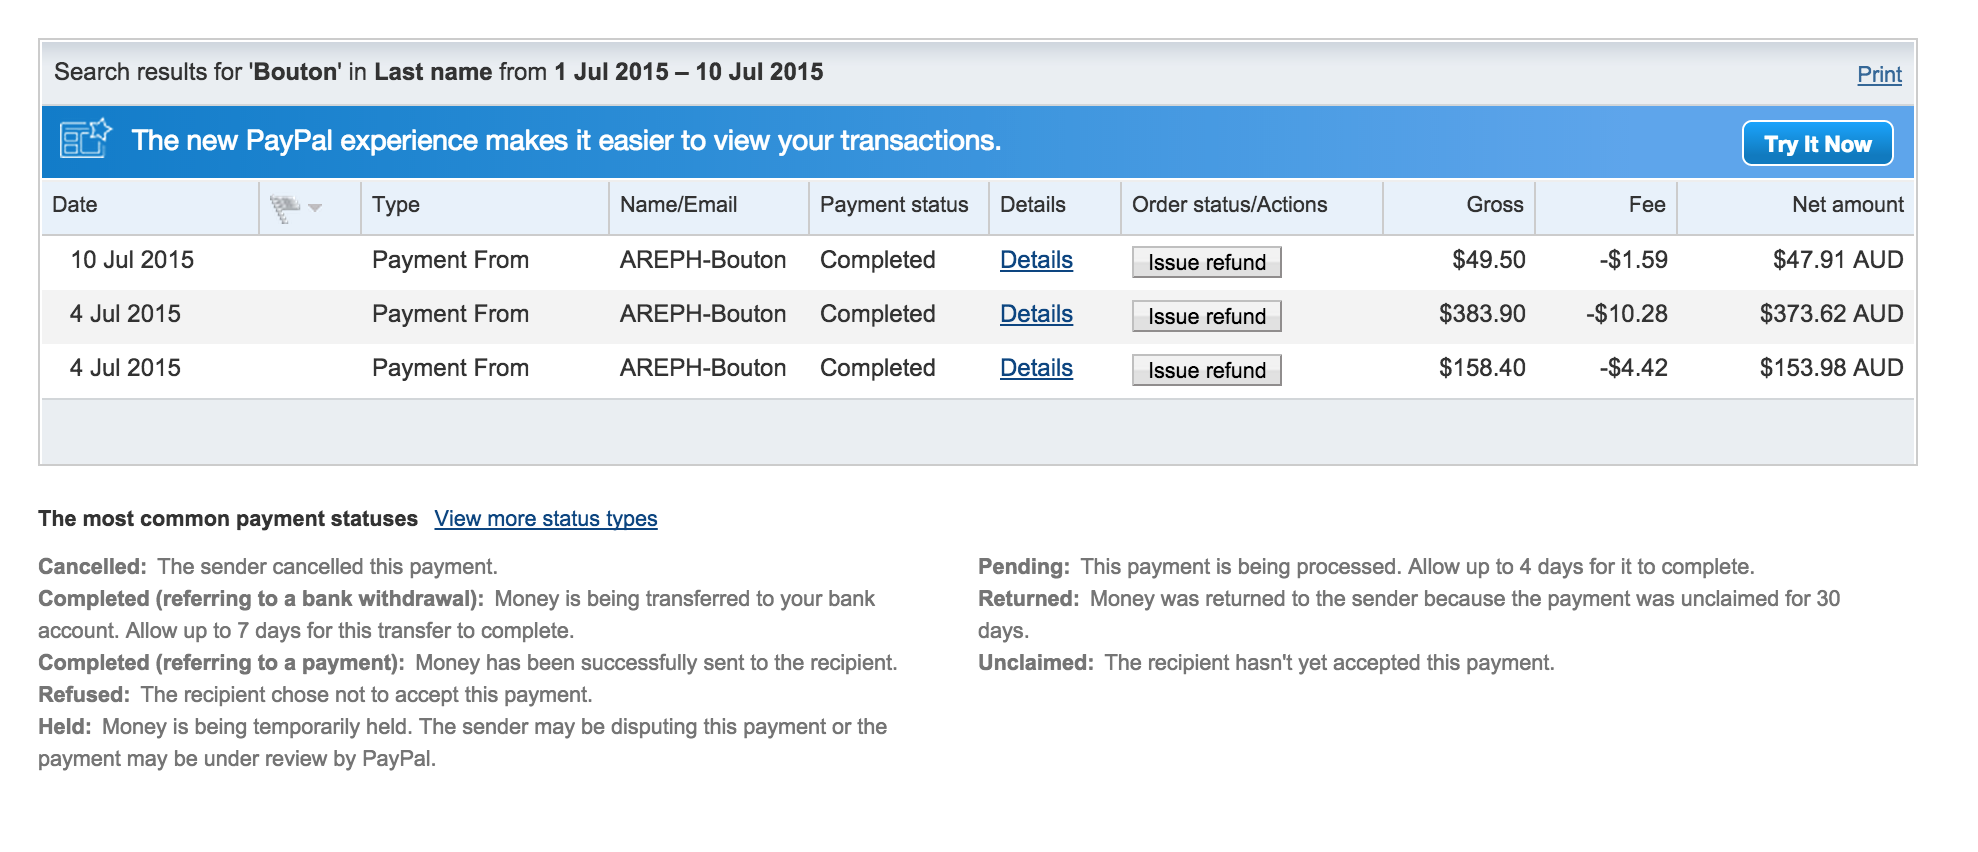 Search results for 'Bouton' in Last name from 1 Jul 2015 – 10 Jul 2015
Print
The new PayPal experience makes it easier to view your transactions.
Try It Now
Date Type Name/Email Payment status Details Order status/Actions Gross Fee Net amount
10 Jul 2015 Payment From AREPH-Bouton Completed Details Issue refund $49.50 -$1.59 $47.91 AUD
4 Jul 2015 Payment From AREPH-Bouton Completed Details Issue refund $383.90 -$10.28 $373.62 AUD
4 Jul 2015 Payment From AREPH-Bouton Completed Details Issue refund $158.40 -$4.42 $153.98 AUD
The most common payment statuses View more status types
Cancelled: The sender cancelled this payment.
Completed (referring to a bank withdrawal): Money is being transferred to your bank
account. Allow up to 7 days for this transfer to complete.
Completed (referring to a payment): Money has been successfully sent to the recipient.
Refused: The recipient chose not to accept this payment.
Held: Money is being temporarily held. The sender may be disputing this payment or the
payment may be under review by PayPal.
Pending: This payment is being processed. Allow up to 4 days for it to complete.
Returned: Money was returned to the sender because the payment was unclaimed for 30
days.
Unclaimed: The recipient hasn't yet accepted this payment.